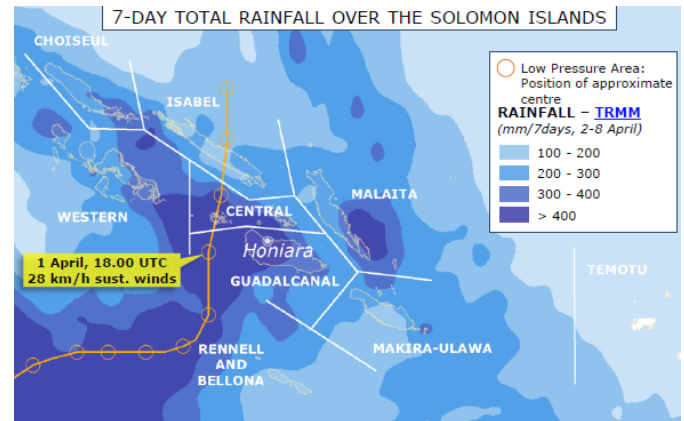 7-DAY TOTAL RAINFALL OVER THE SOLOMON ISLANDS
CHOISEUL
ISABEL
Low Pressure Area:
Position of approximate
centre
RAINFALL – TRMM
(mm/7days, 2-8 April)
100 - 200
200 - 300
300 - 400
> 400
WESTERN
CENTRAL
MALAITA
Honiara
1 April, 18.00 UTC
28 km/h sust. winds
GUADALCANAL
TEMOTU
RENNELL
AND
BELLONA
MAKIRA-ULAWA